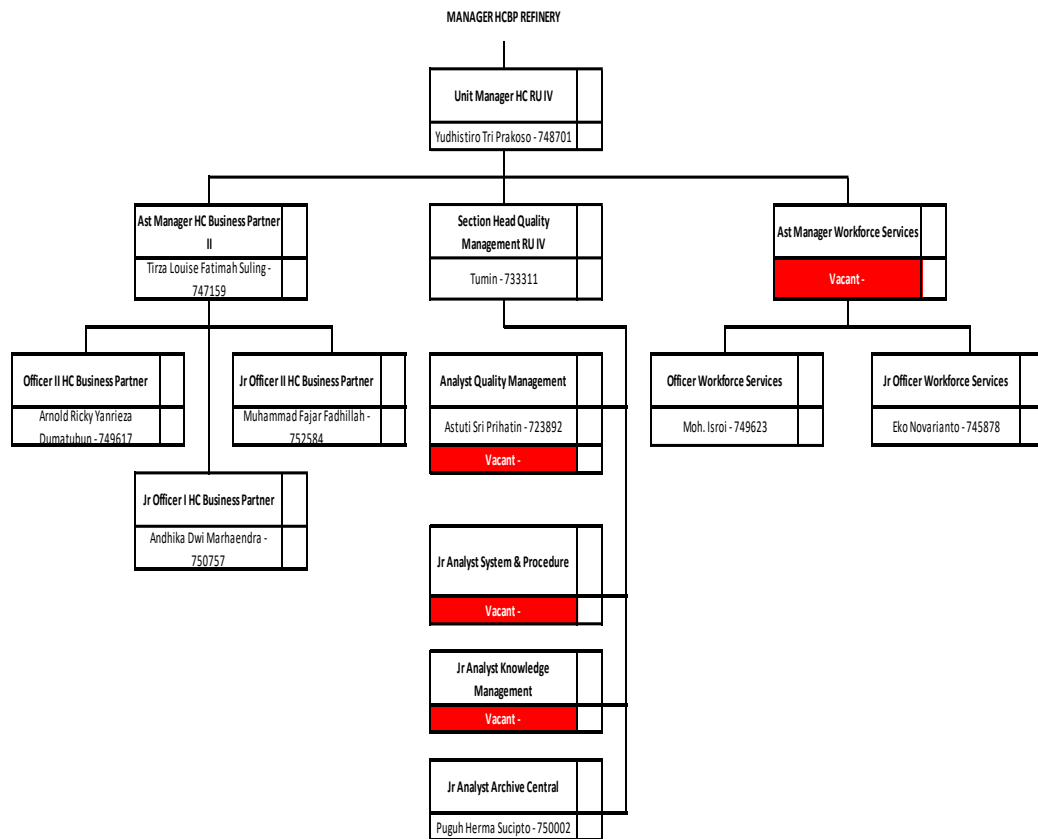 MANAGER HCBP REFINERY
Unit Manager HC RU IV
Yudhistiro Tri Prakoso - 748701
Ast Manager HC Business Partner
II
Tirza Louise Fatimah Suling -
747159
Section Head Quality
Management RU IV
Tumin - 733311
Ast Manager Workforce Services
Vacant -
Officer II HC Business Partner
Arnold Ricky Yanrieza
Dumatubun - 749617
Jr Officer II HC Business Partner
Muhammad Fajar Fadhillah -
752584
Jr Officer I HC Business Partner
Andhika Dwi Marhaendra -
750757
Analyst Quality Management
Astuti Sri Prihatin - 723892
Vacant -
Jr Analyst System & Procedure
Vacant -
Jr Analyst Knowledge
Management
Vacant -
Jr Analyst Archive Central
Puguh Herma Sucipto - 750002
Officer Workforce Services
Moh. Isroi - 749623
Jr Officer Workforce Services
Eko Novarianto - 745878